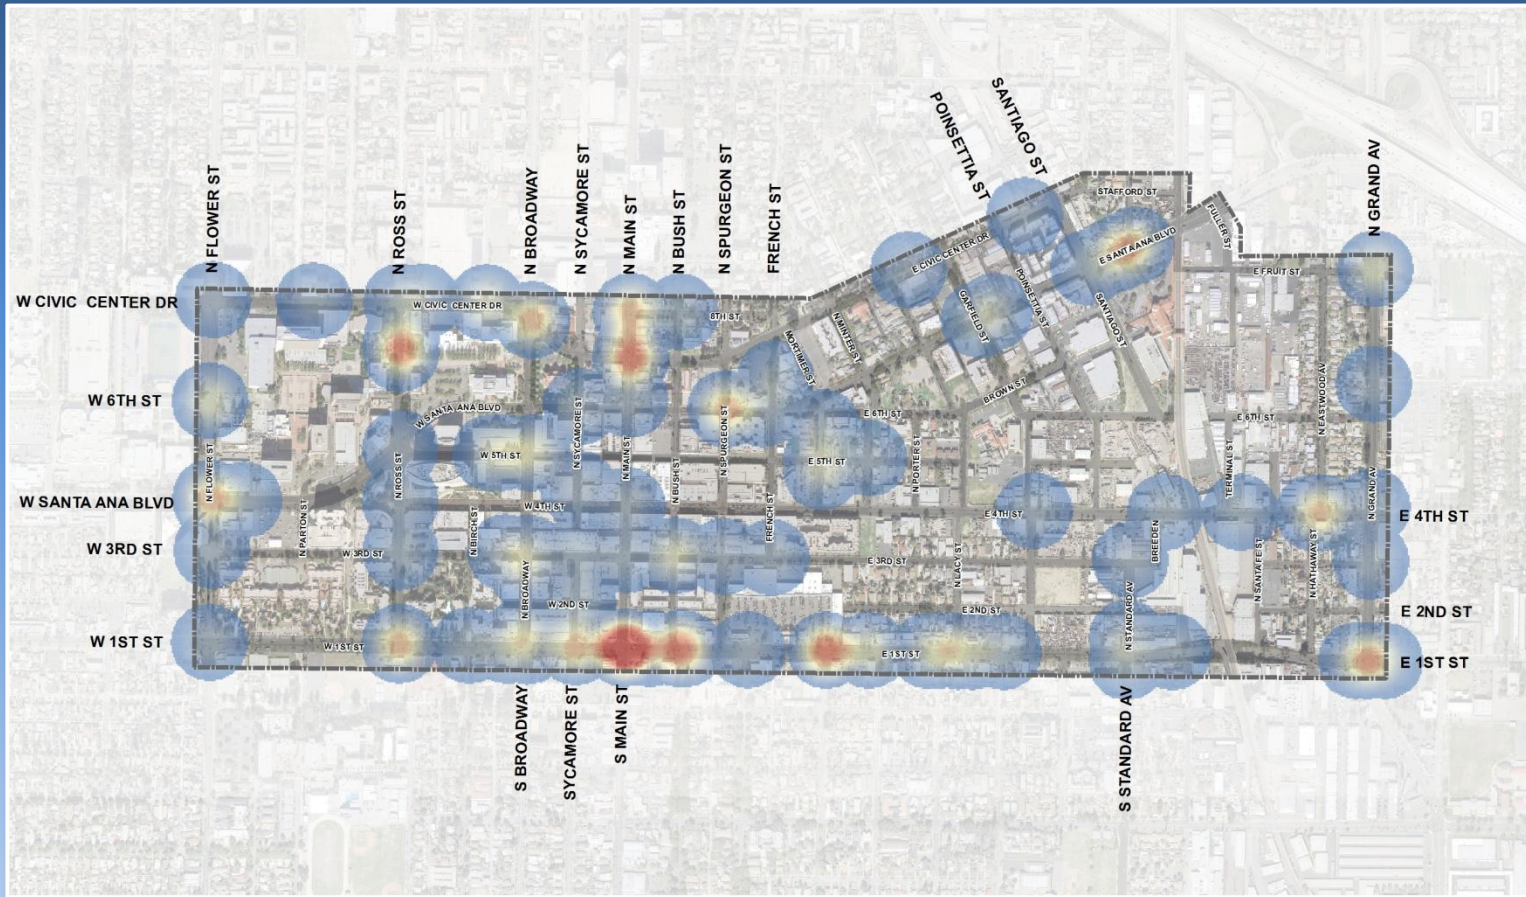 SANTIAGO ST
POINSETTIA ST
N FLOWER ST
N ROSS ST
N BROADWAY
N SYCAMORE ST
N MAIN ST
N BUSH ST
N SPURGEON ST
FRENCH ST
N GRAND AV
STAFFORD ST
FULLER ST
E SANTA ANA BLVD
E CIVIC CENTER DR
E FRUIT ST
W CIVIC CENTER DR
W CIVIC CENTER DR
8TH ST
GARFIELD ST
POINSETTIA ST
SANTIAGO ST
MORTIMER ST
N MINTER ST
BROWN ST
N EASTWOOD AV
W 6TH ST
W SANTA ANA BLVD
N SYCAMORE ST
E 6TH ST
E 6TH ST
N FLOWER ST
N ROSS ST
W 5TH ST
N MAIN ST
N BUSH ST
N SPURGEON ST
E 5TH ST
N PORTER ST
TERMINAL ST
N GRAND AV
W SANTA ANA BLVD
N PARTON ST
N BIRCH ST
W 4TH ST
FRENCH ST
E 4TH ST
BREEDEN
E 4TH ST
W 3RD ST
W 3RD ST
E 3RD ST
N LACY ST
N SANTA FE ST
N HATHAWAY ST
N BROADWAY
W 2ND ST
E 2ND ST
N STANDARD AV
E 2ND ST
W 1ST ST
W 1ST ST
E 1ST ST
E 1ST ST
S BROADWAY
SYCAMORE ST
S MAIN ST
S STANDARD AV